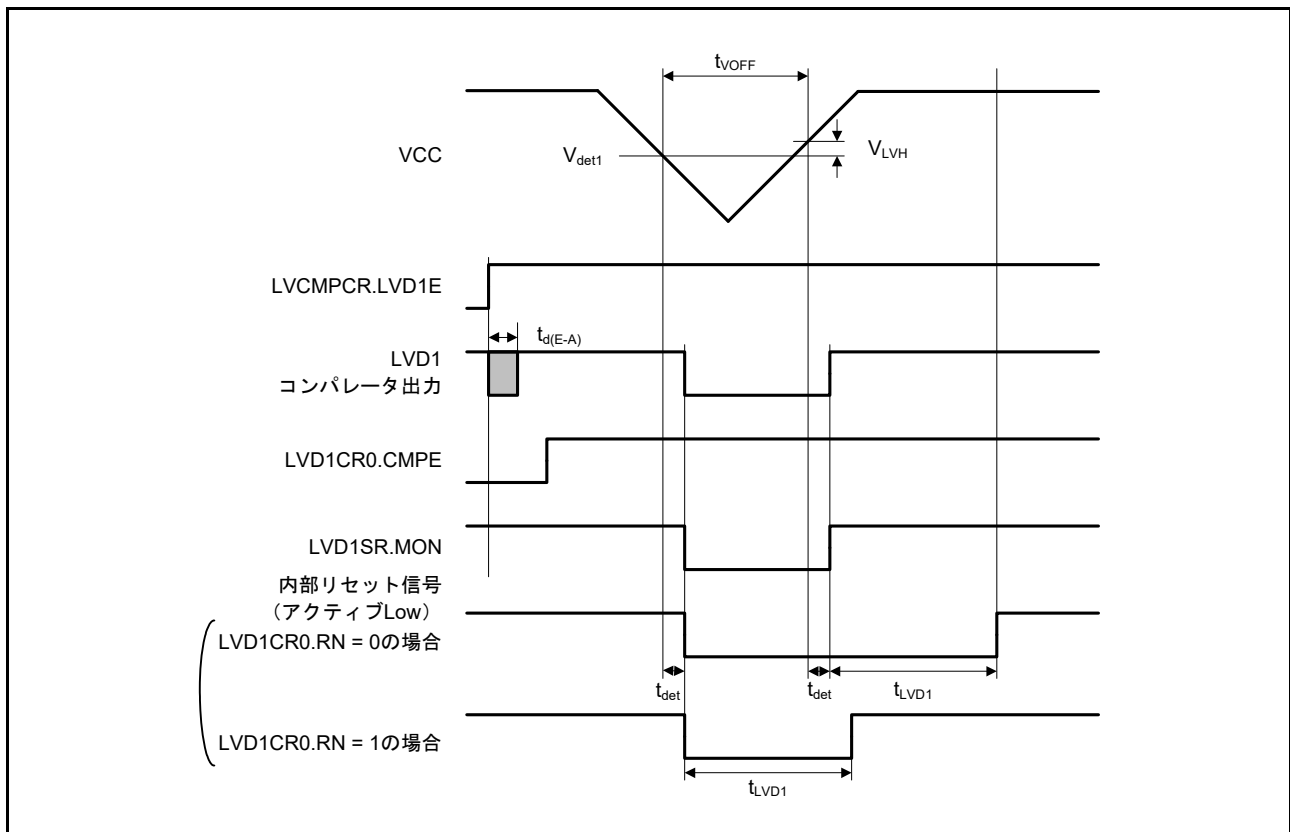 tVOFF
VCC
Vdet1
VLVH
LVCMPCR.LVD1E
td(E-A)
LVD1
コンパレータ出力
LVD1CR0.CMPE
LVD1SR.MON
内部リセット信号
（アクティブLow）
LVD1CR0.RN = 0の場合
tdet
tdet
tLVD1
LVD1CR0.RN = 1の場合
tLVD1